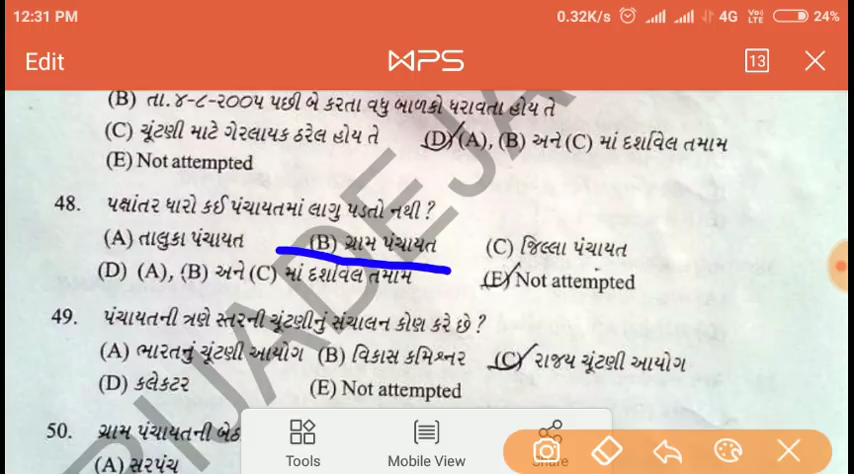 12:31 PM 0.32K/s 4G Vo) LTE 24%
Edit WPS 13
(B) તા. ૪-૮-૨૦૦૫ પછી બે કરતા વધુ બાળકો ધરાવતા હોય તે
(C) ચૂંટણી માટે ગેરલાયક ઠરેલ હોય તે (D) (A), (B) અને (C) માં દર્શાવેલ તમામ
(E) Not attempted
48. પક્ષાંતર ધારો કઈ પંચાયતમાં લાગુ પડતો નથી ?
(A) તાલુકા પંચાયત (B) ગ્રામ પંચાયત (C) જિલ્લા પંચાયત
(D) (A), (B) અને (C) માં દર્શાવેલ તમામ (E) Not attempted
49. પંચાયતની ત્રણે સ્તરની ચૂંટણીનું સંચાલન કોણ કરે છે ?
(A) ભારતનું ચૂંટણી આયોગ (B) વિકાસ કમિશ્નર (C) રાજ્ય ચૂંટણી આયોગ
(D) કલેક્ટર (E) Not attempted
50. ગ્રામ પંચાયતની બેઠ
(A) સરપંચ
Tools Mobile View Share